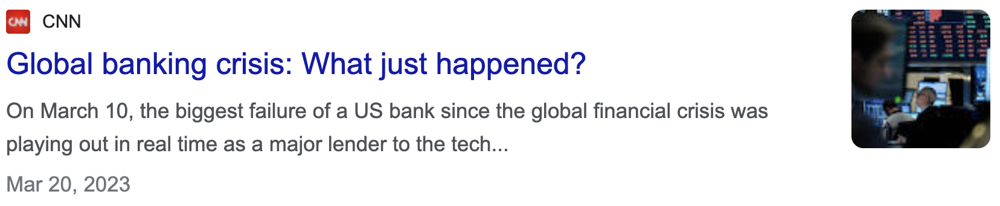 CNN CNN
Global banking crisis: What just happened?
On March 10, the biggest failure of a US bank since the global financial crisis was
playing out in real time as a major lender to the tech...
Mar 20, 2023